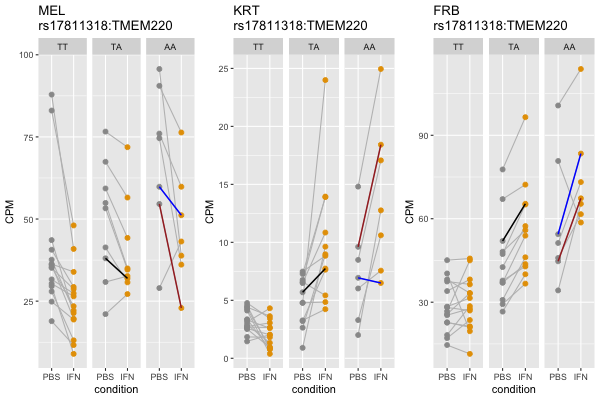 MEL
rs17811318:TMEM220
TT TA AA
100
75
50
25
CPM
PBS IFN PBS IFN PBS IFN
condition
KRT
rs17811318:TMEM220
TT TA AA
25
20
15
10
5
0
CPM
PBS IFN PBS IFN PBS IFN
condition
FRB
rs17811318:TMEM220
TT TA AA
90
60
30
CPM
PBS IFN PBS IFN PBS IFN
condition